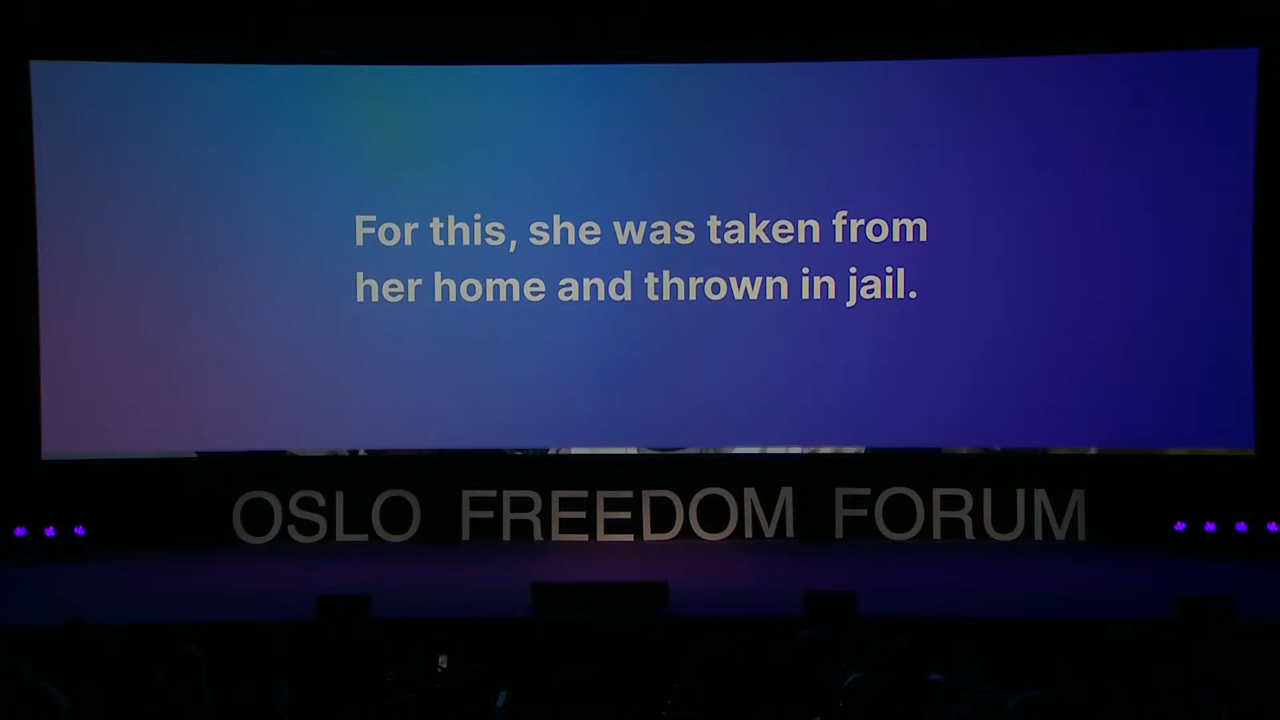 For this, she was taken from
her home and thrown in jail.
OSLO FREEDOM FORUM